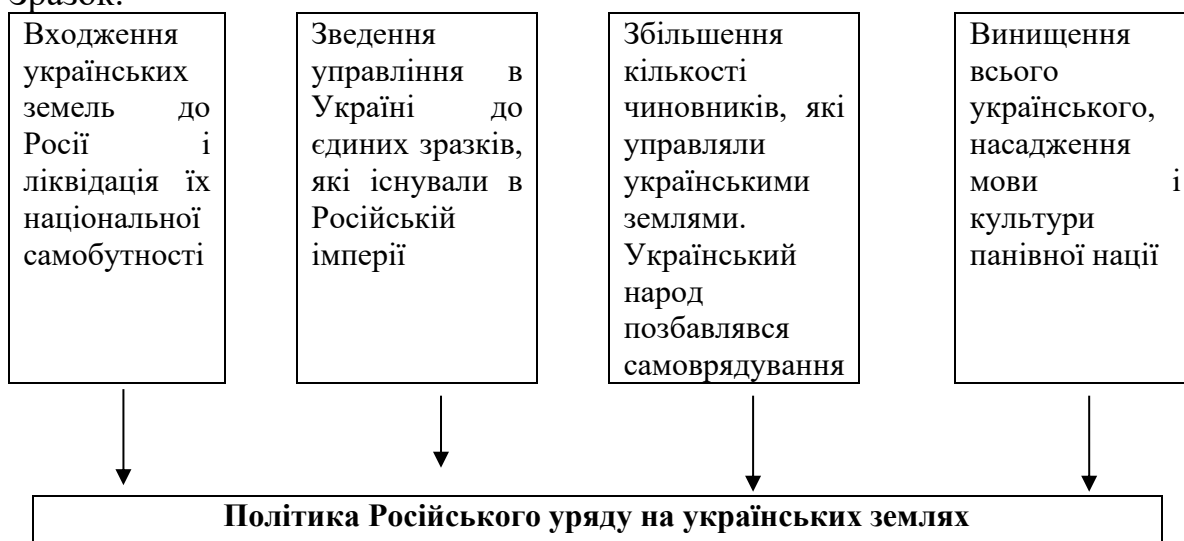 Зразок:
Входження
українських
земель до
Росії і
ліквідація їх
національної
самобутності
Зведення
управління в
Україні до
єдиних зразків,
які існували в
Російській
імперії
Збільшення
кількості
чиновників, які
управляли
українськими
землями.
Український
народ
позбавлявся
самоврядування
Винищення
всього
українського,
насадження
мови і
культури
панівної нації
Політика Російського уряду на українських землях